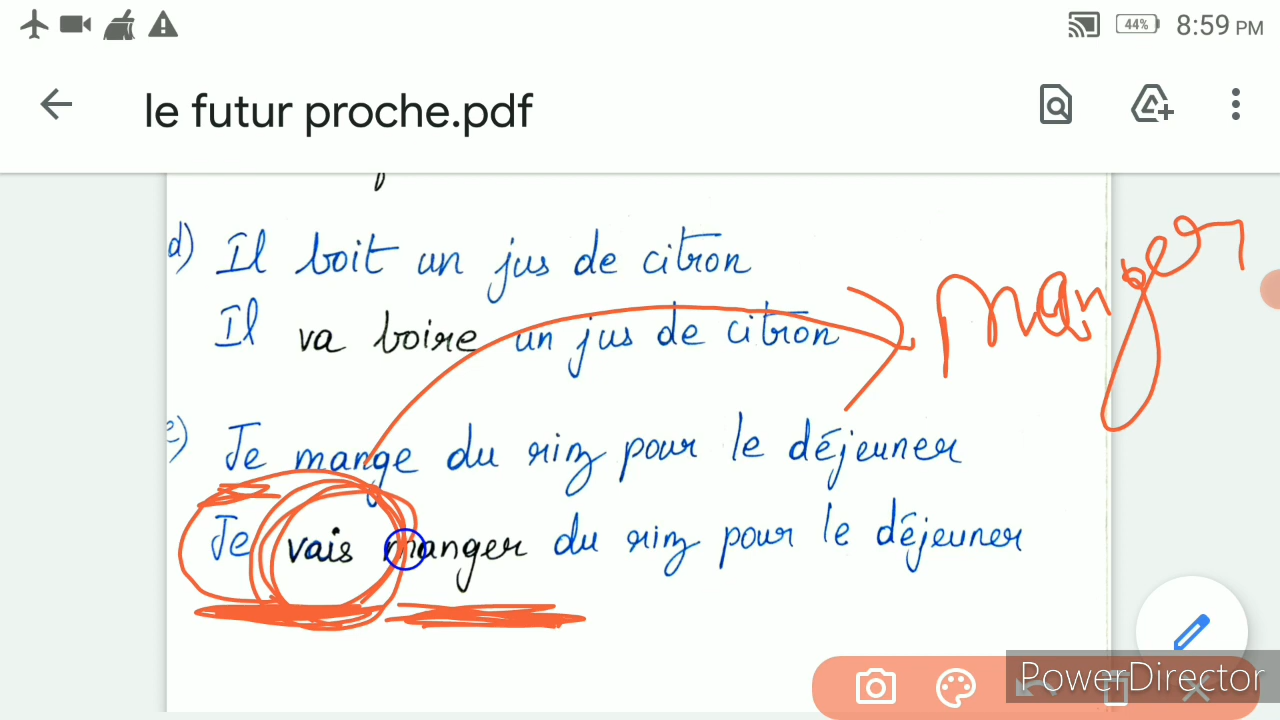 44% 8:59 PM
le futur proche.pdf
d) Il boit un jus de citron
Il va boire un jus de citron
manger
e) Je mange du riz pour le déjeuner
Je vais manger du riz pour le déjeuner
PowerDirector